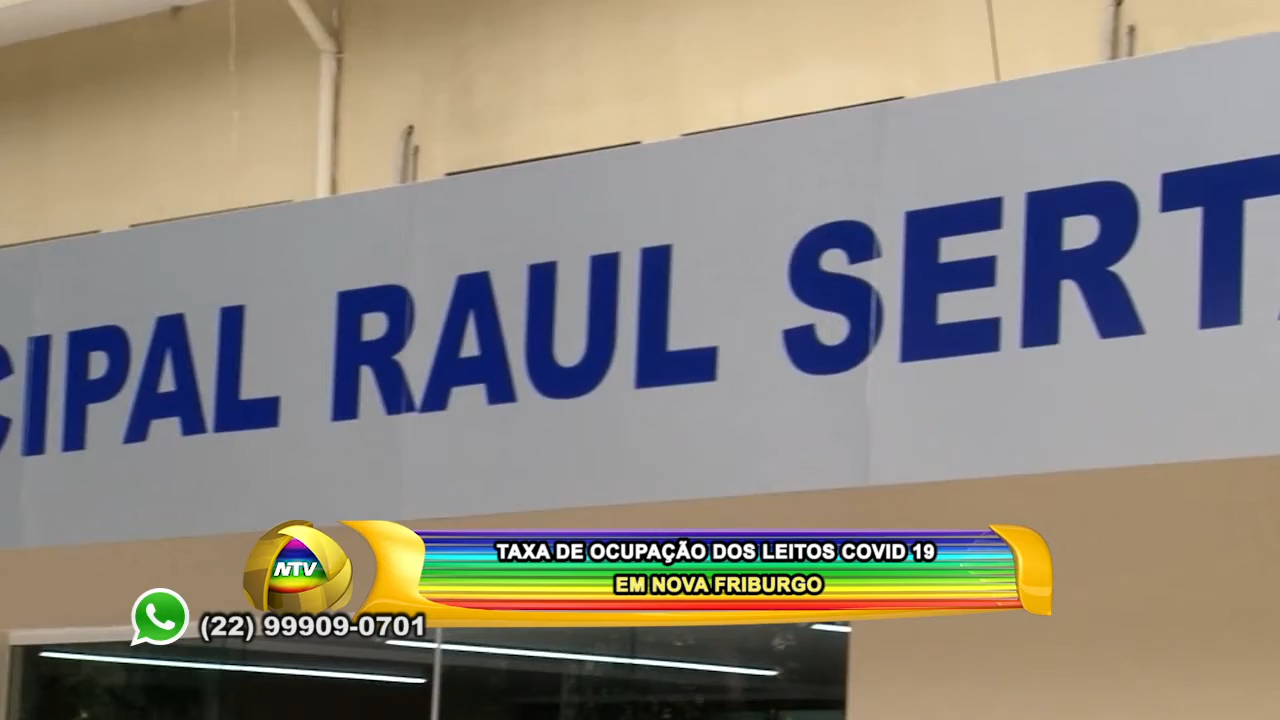 CIPAL RAUL SERT
TAXA DE OCUPAÇÃO DOS LEITOS COVID 19
EM NOVA FRIBURGO
NTV
(22) 99909-0701